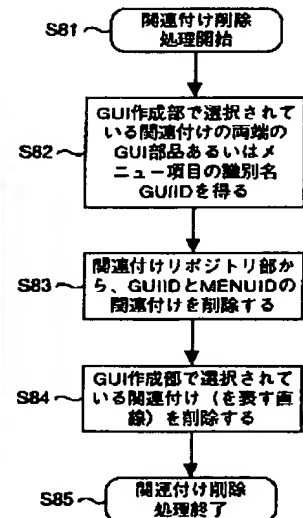 S81
関連付け削除
処理開始
S82
GUI作成部で選択されて
いる関連付けの両端の
GUI部品あるいはメ
ニュー項目の識別名
GUIIDを得る
S83
関連付けリポジトリ部か
ら、GUIIDとMENUIDの
関連付けを削除する
S84
GUI作成部で選択されて
いる関連付け(を表す直
線)を削除する
S85
関連付け削除
処理終了